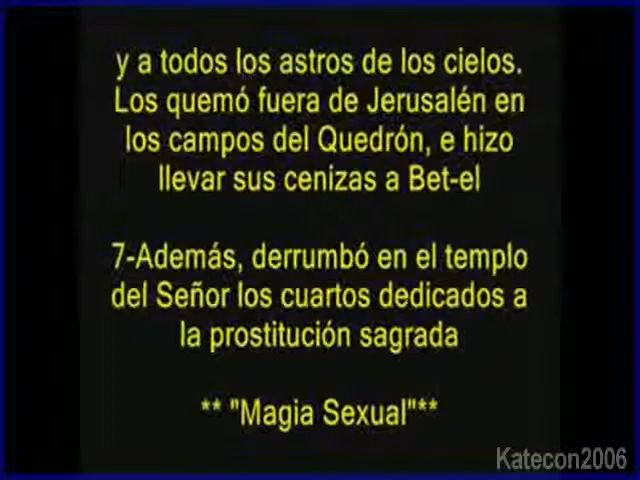 y a todos los astros de los cielos.
Los quemó fuera de Jerusalén en
los campos del Quedrón, e hizo
llevar sus cenizas a Bet-el
7-Además, derrumbó en el templo
del Señor los cuartos dedicados a
la prostitución sagrada
** "Magia Sexual"**
Katecon2006